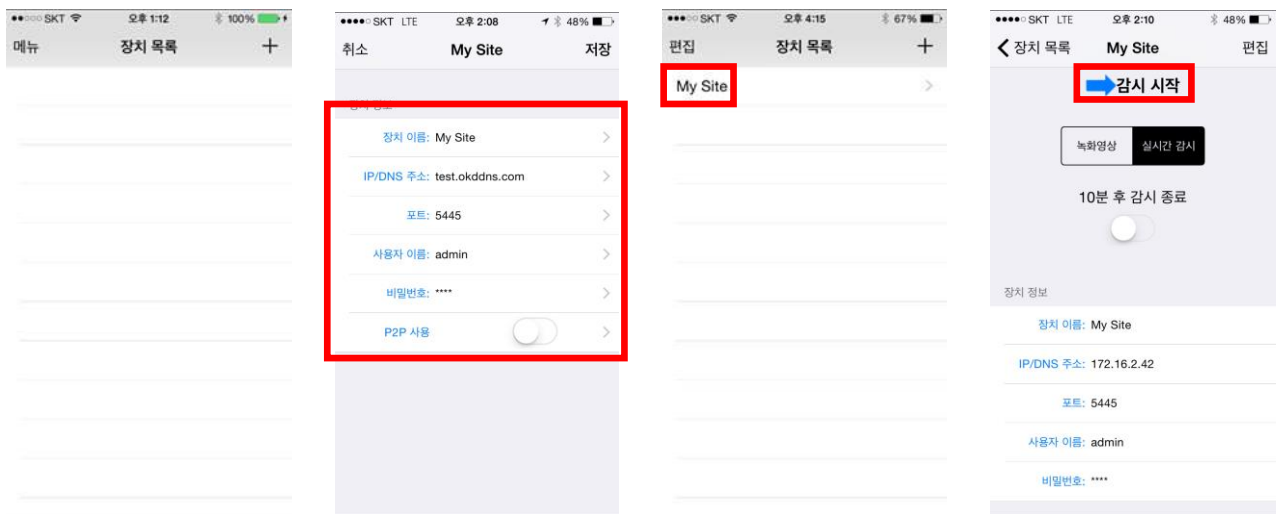 SKT 오후 1:12 100%
메뉴 장치 목록 +
SKT LTE 오후 2:08 48%
취소 My Site 저장
장치 정보
장치 이름: My Site
IP/DNS 주소: test.okddns.com
포트: 5445
사용자 이름: admin
비밀번호: ****
P2P 사용
SKT 오후 4:15 67%
편집 장치 목록 +
My Site
SKT LTE 오후 2:10 48%
장치 목록 My Site 편집
감시 시작
녹화영상 실시간 감시
10분 후 감시 종료
장치 정보
장치 이름: My Site
IP/DNS 주소: 172.16.2.42
포트: 5445
사용자 이름: admin
비밀번호: ****